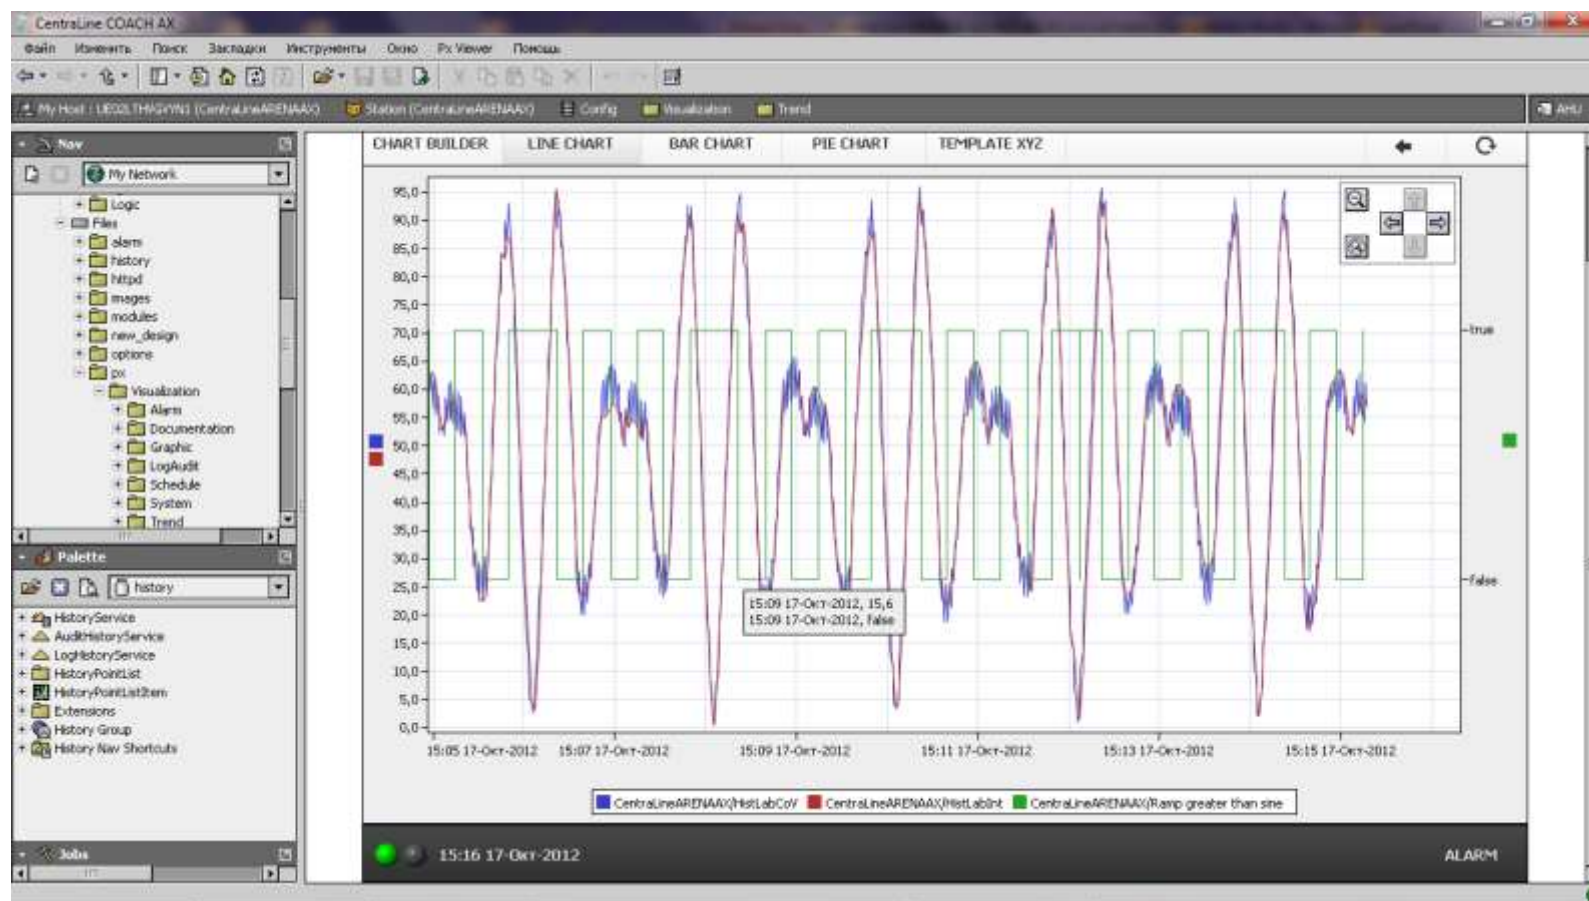 CentraLine COACH AX
Файл Изменить Поиск Закладки Инструменты Окно Px Viewer Помощь
My Host : (CentraLineARENAAX) Station (CentraLineARENAAX) Config Visualization Trend AHU
Nav
My Network
Logic
Files
alarm
history
httpd
images
modules
new_design
options
px
Visualization
Alarm
Documentation
Graphic
LogAudit
Schedule
System
Trend
Palette
history
HistoryService
AuditHistoryService
LogHistoryService
HistoryPointList
HistoryPointListItem
Extensions
History Group
History Nav Shortcuts
Jobs
CHART BUILDER LINE CHART BAR CHART PIE CHART TEMPLATE XYZ
95,0
90,0
85,0
80,0
75,0
70,0
65,0
60,0
55,0
50,0
45,0
40,0
35,0
30,0
25,0
20,0
15,0
10,0
5,0
0,0
true
false
15:09 17-Окт-2012, 15,6
15:09 17-Окт-2012, false
15:05 17-Окт-2012 15:07 17-Окт-2012 15:09 17-Окт-2012 15:11 17-Окт-2012 15:13 17-Окт-2012 15:15 17-Окт-2012
CentraLineARENAAX/HistLabCoV CentraLineARENAAX/HistLabInt CentraLineARENAAX/Ramp greater than sine
15:16 17-Окт-2012
ALARM